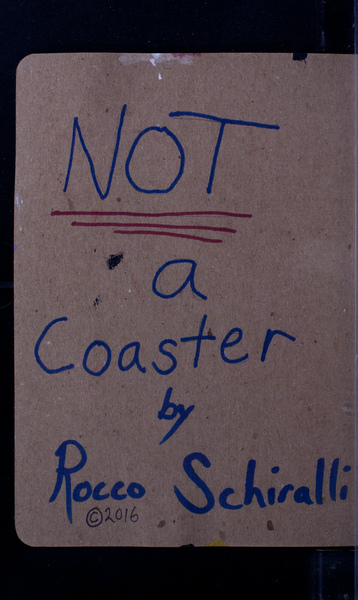 NOT
a
Coaster
by
Rocco Schiralli
©2016